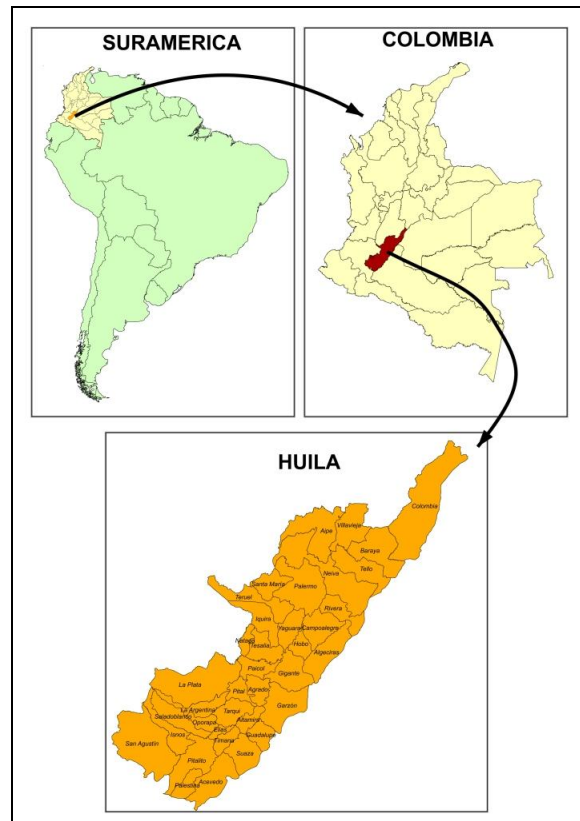 SURAMERICA
COLOMBIA
HUILA
Colombia
Villavieja
Aipe
Baraya
Tello
Neiva
Santa María
Palermo
Teruel
Rivera
Iquira
Yaguará
Campoalegre
Nátaga
Tesalia
Hobo
Algeciras
Paicol
Gigante
La Plata
Pital
Agrado
Garzón
La Argentina
Tarqui
Saladoblanco
Oporapa
Altamira
Elías
Guadalupe
San Agustín
Isnos
Timaná
Pitalito
Suaza
Palestina
Acevedo